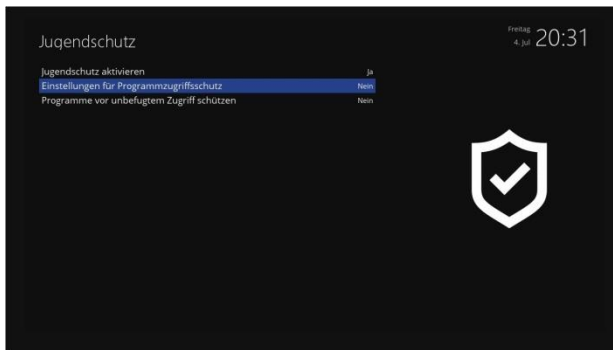 Jugendschutz
Freitag
4. Jul 20:31
Jugendschutz aktivieren Ja
Einstellungen für Programmzugriffsschutz Nein
Programme vor unbefugtem Zugriff schützen Nein